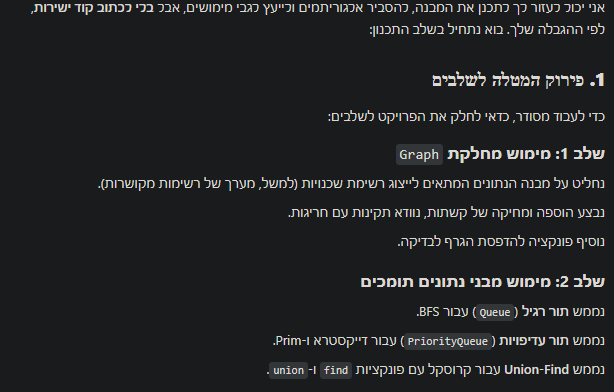 אני יכול לעזור לך לתכנן את המבנה, להסביר אלגוריתמים ולייעץ לגבי מימושים, אבל בלי לכתוב קוד ישירות,
לפי ההגבלה שלך. בוא נתחיל בשלב התכנון:
1. פירוק המטלה לשלבים
כדי לעבוד מסודר, כדאי לחלק את הפרויקט לשלבים:
שלב 1: מימוש מחלקת Graph
נחליט על מבנה הנתונים המתאים לייצוג רשימת שכנויות (למשל, מערך של רשימות מקושרות).
נבצע הוספה ומחיקה של קשתות, נוודא תקינות עם חריגות.
נוסיף פונקציה להדפסת הגרף לבדיקה.
שלב 2: מימוש מבני נתונים תומכים
נממש תור רגיל (Queue) עבור BFS.
נממש תור עדיפויות (PriorityQueue) עבור דייקסטרא ו-Prim.
נממש Union-Find עבור קרוסקל עם פונקציות find ו-union.